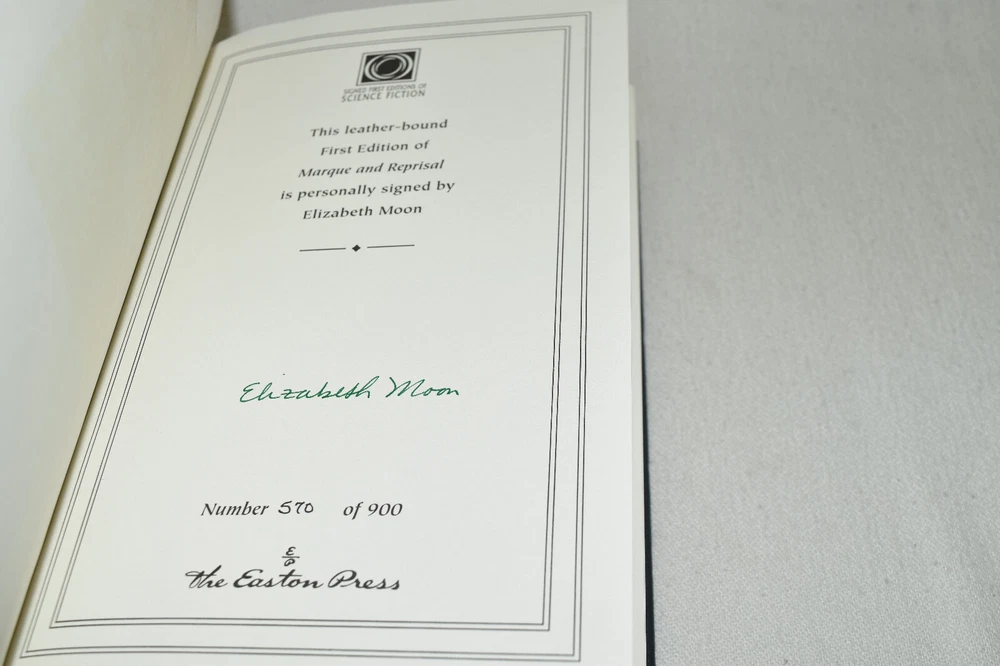 SIGNED FIRST EDITIONS OF
SCIENCE FICTION
This leather-bound
First Edition of
Marque and Reprisal
is personally signed by
Elizabeth Moon
Elizabeth Moon
Number 570 of 900
E
P
the Easton Press